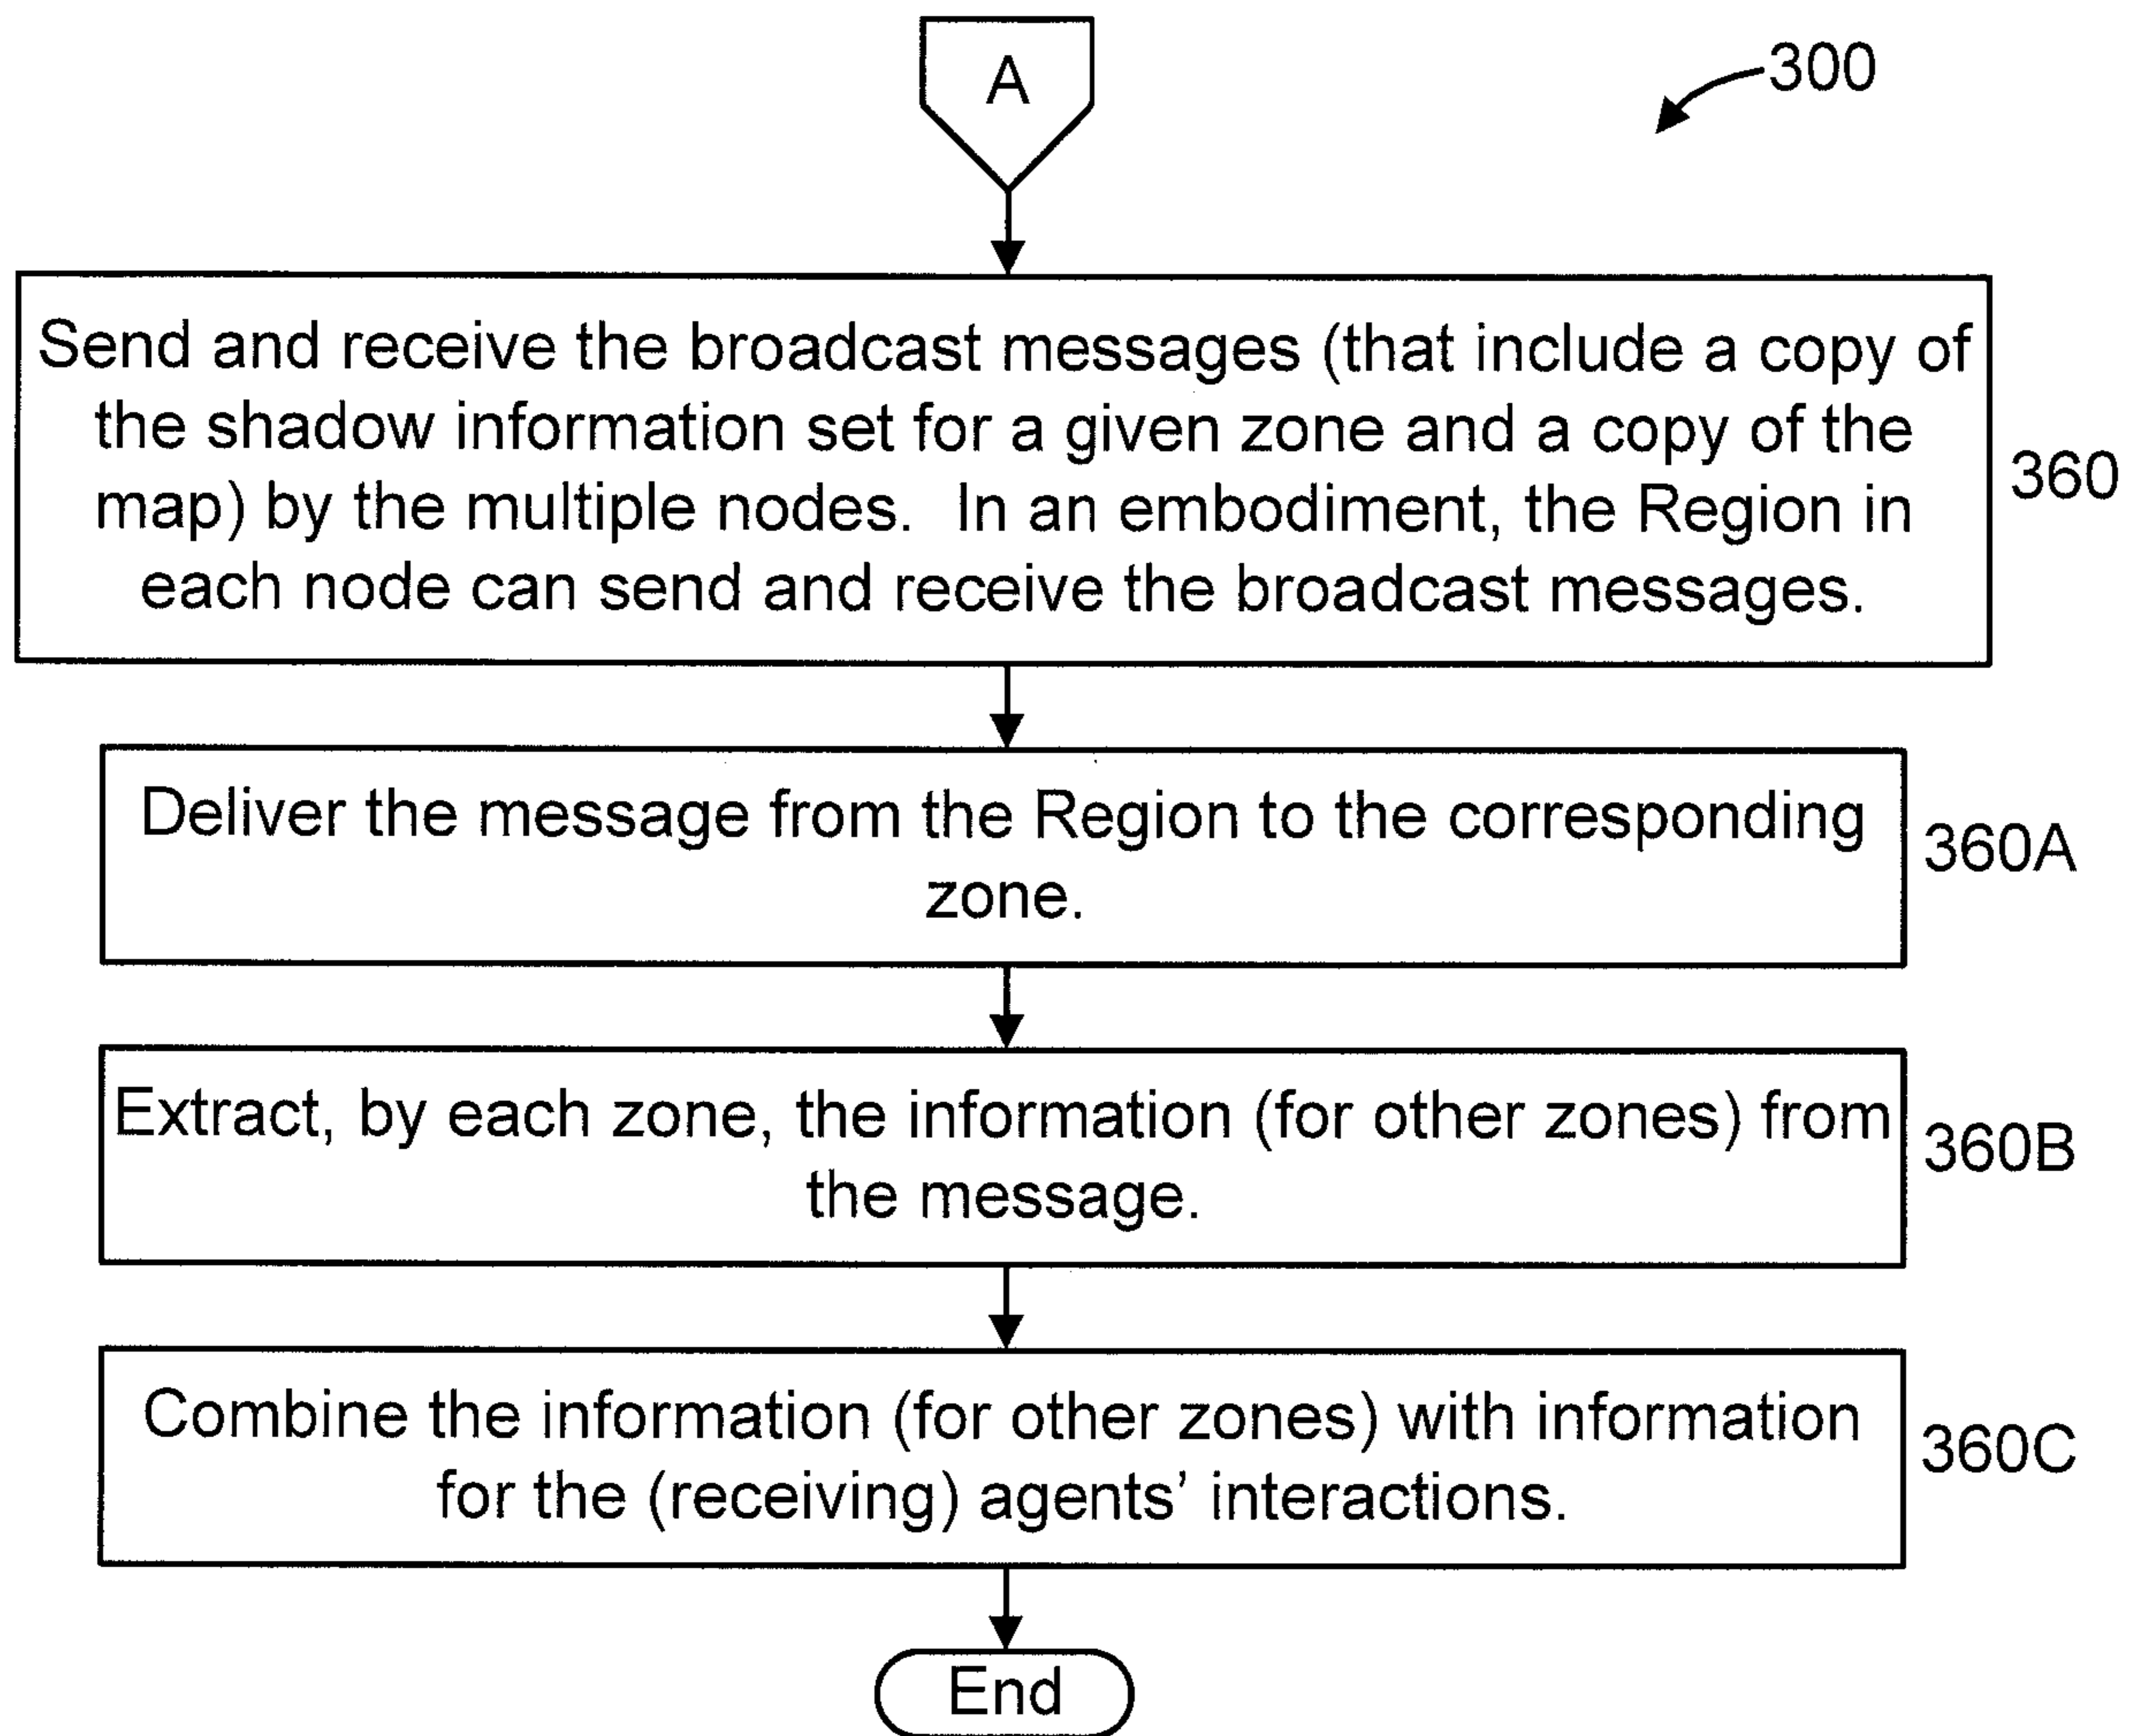 A
300
Send and receive the broadcast messages (that include a copy of
the shadow information set for a given zone and a copy of the
map) by the multiple nodes. In an embodiment, the Region in
each node can send and receive the broadcast messages.
360
Deliver the message from the Region to the corresponding
zone.
360A
Extract, by each zone, the information (for other zones) from
the message.
360B
Combine the information (for other zones) with information
for the (receiving) agents’ interactions.
360C
End